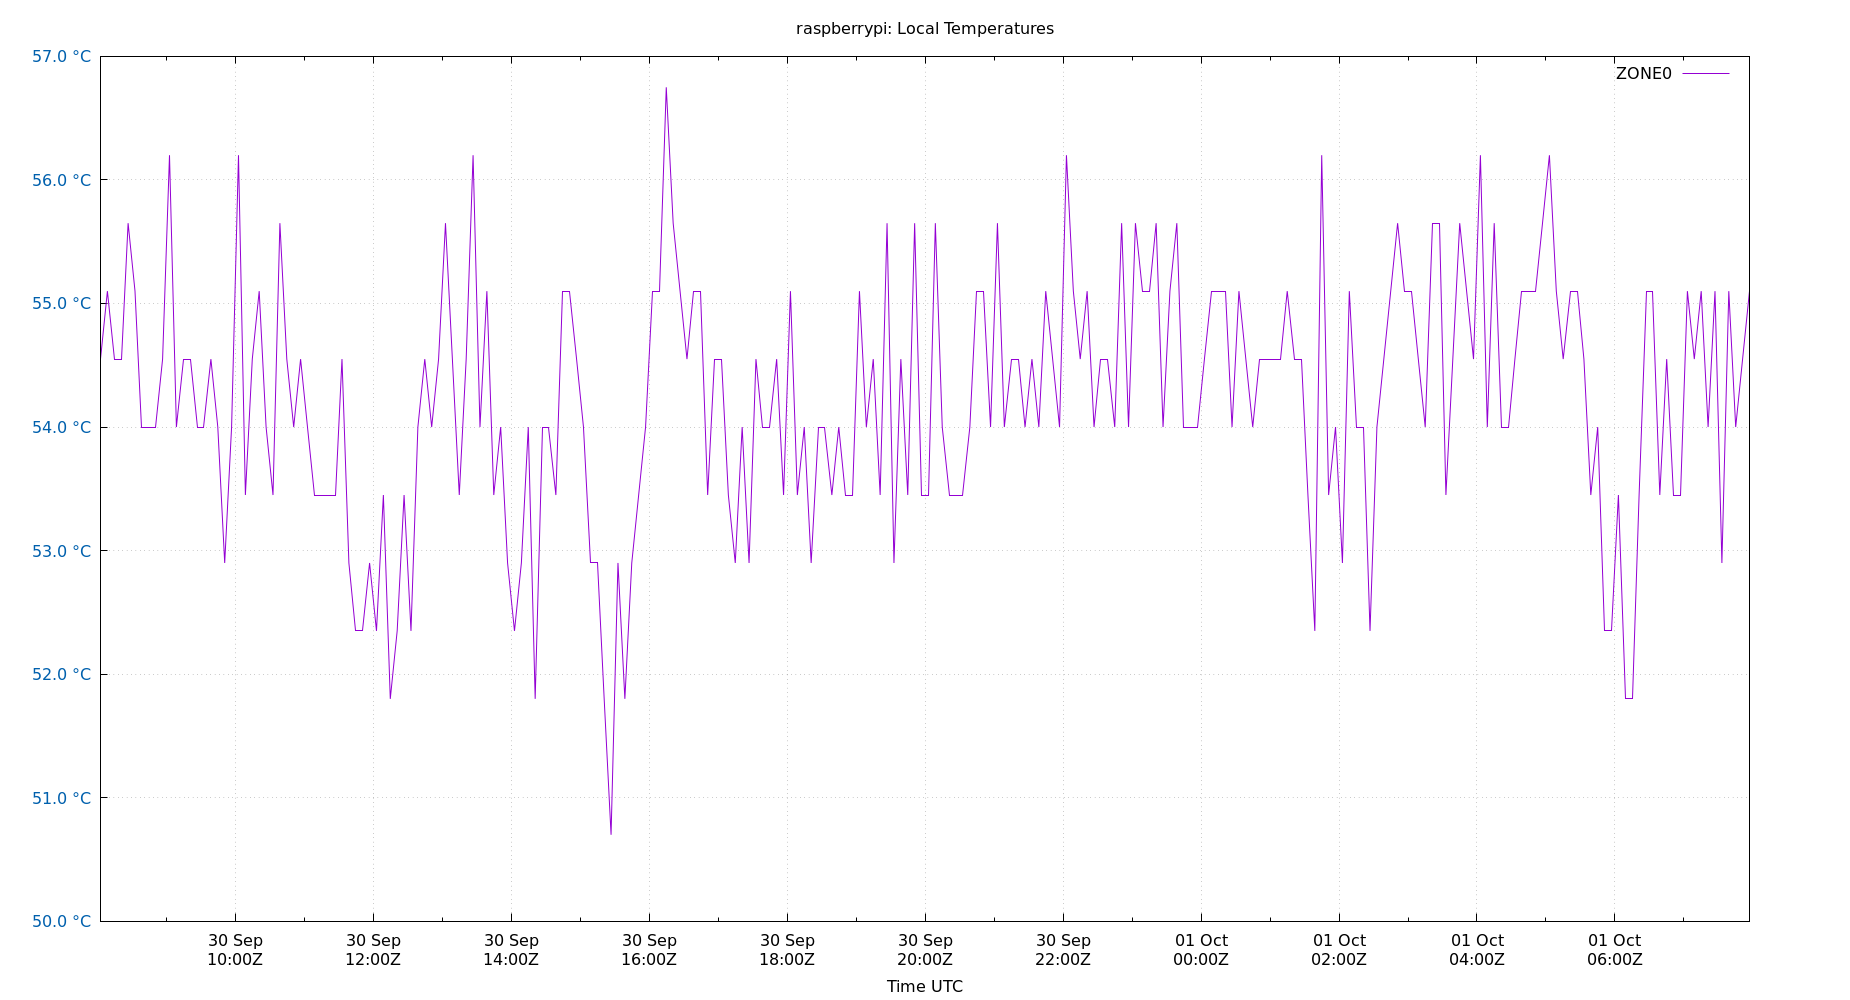 raspberrypi: Local Temperatures
57.0 °C
ZONE0
56.0 °C
55.0 °C
54.0 °C
53.0 °C
52.0 °C
51.0 °C
50.0 °C
30 Sep 30 Sep 30 Sep 30 Sep 30 Sep 30 Sep 30 Sep 01 Oct 01 Oct 01 Oct 01 Oct
10:00Z 12:00Z 14:00Z 16:00Z 18:00Z 20:00Z 22:00Z 00:00Z 02:00Z 04:00Z 06:00Z
Time UTC